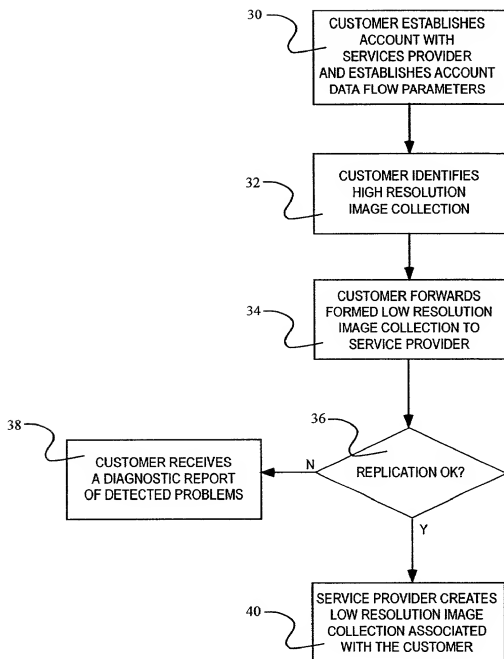 30
CUSTOMER ESTABLISHES
ACCOUNT WITH
SERVICES PROVIDER
AND ESTABLISHES ACCOUNT
DATA FLOW PARAMETERS
32
CUSTOMER IDENTIFIES
HIGH RESOLUTION
IMAGE COLLECTION
34
CUSTOMER FORWARDS
FORMED LOW RESOLUTION
IMAGE COLLECTION TO
SERVICE PROVIDER
36
REPLICATION OK?
N
Y
38
CUSTOMER RECEIVES
A DIAGNOSTIC REPORT
OF DETECTED PROBLEMS
40
SERVICE PROVIDER CREATES
LOW RESOLUTION IMAGE
COLLECTION ASSOCIATED
WITH THE CUSTOMER